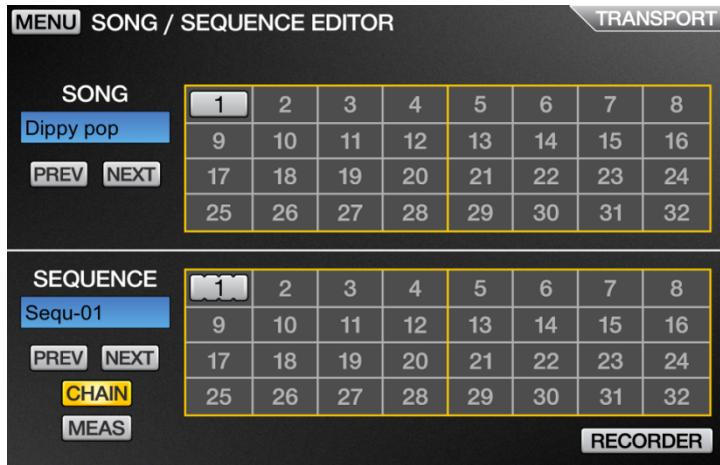 MENU SONG / SEQUENCE EDITOR TRANSPORT
SONG
Dippy pop
PREV NEXT
1 2 3 4 5 6 7 8
9 10 11 12 13 14 15 16
17 18 19 20 21 22 23 24
25 26 27 28 29 30 31 32
SEQUENCE
Sequ-01
PREV NEXT
CHAIN
MEAS
1 2 3 4 5 6 7 8
9 10 11 12 13 14 15 16
17 18 19 20 21 22 23 24
25 26 27 28 29 30 31 32
RECORDER